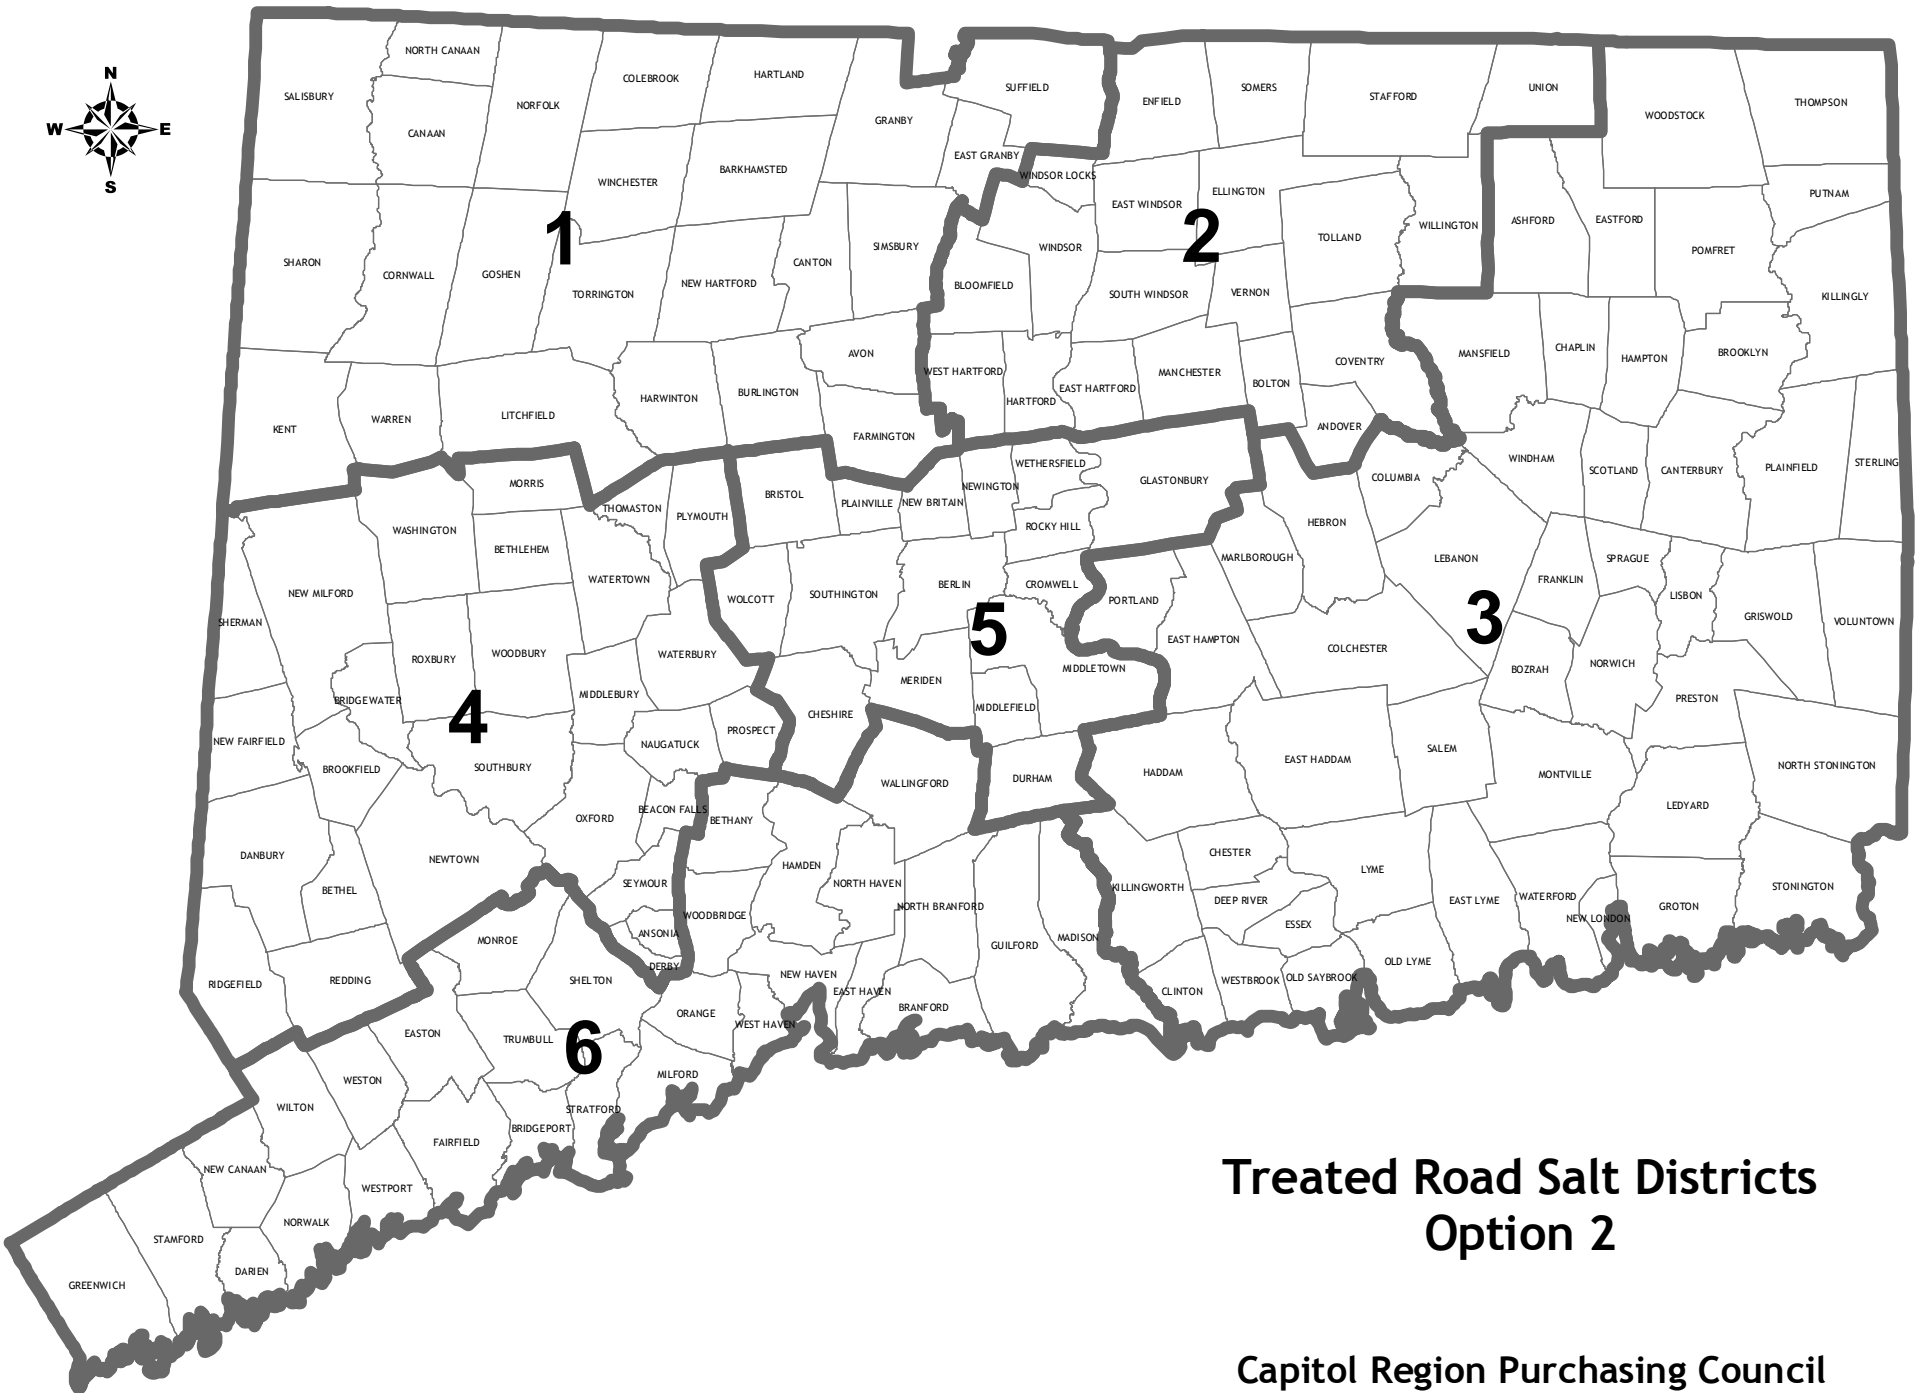 NORTH CANAAN
COLEBROOK
HARTLAND
SUFFIELD
SALISBURY
NORFOLK
ENFIELD
SOMERS
STAFFORD
UNION
WOODSTOCK
THOMPSON
N
W E
S
CANAAN
GRANBY
EAST GRANBY
WINDSOR LOCKS
WINCHESTER
BARKHAMSTED
EAST WINDSOR
ELLINGTON
PUTNAM
1
2
SHARON
CORNWALL
GOSHEN
TORRINGTON
NEW HARTFORD
CANTON
SIMSBURY
BLOOMFIELD
WINDSOR
SOUTH WINDSOR
VERNON
TOLLAND
WILLINGTON
ASHFORD
EASTFORD
POMFRET
KILLINGLY
AVON
WEST HARTFORD
HARTFORD
EAST HARTFORD
MANCHESTER
BOLTON
COVENTRY
MANSFIELD
CHAPLIN
HAMPTON
BROOKLYN
KENT
WARREN
LITCHFIELD
HARWINTON
BURLINGTON
FARMINGTON
ANDOVER
WINDHAM
SCOTLAND
CANTERBURY
PLAINFIELD
STERLING
MORRIS
THOMASTON
PLYMOUTH
BRISTOL
PLAINVILLE
NEW BRITAIN
NEWINGTON
WETHERSFIELD
GLASTONBURY
COLUMBIA
WASHINGTON
BETHLEHEM
WATERTOWN
ROCKY HILL
HEBRON
MARLBOROUGH
LEBANON
FRANKLIN
SPRAGUE
LISBON
GRISWOLD
VOLUNTOWN
NEW MILFORD
SHERMAN
WOLCOTT
SOUTHINGTON
BERLIN
CROMWELL
PORTLAND
5
3
EAST HAMPTON
COLCHESTER
BOZRAH
NORWICH
PRESTON
ROXBURY
WOODBURY
WATERBURY
MIDDLEBURY
BRIDGEWATER
4
MERIDEN
MIDDLETOWN
MIDDLEFIELD
CHESHIRE
PROSPECT
NAUGATUCK
NEW FAIRFIELD
BROOKFIELD
SOUTHBURY
OXFORD
BEACON FALLS
BETHANY
WALLINGFORD
DURHAM
HADDAM
EAST HADDAM
SALEM
MONTVILLE
LEDYARD
NORTH STONINGTON
DANBURY
BETHEL
NEWTOWN
SEYMOUR
HAMDEN
NORTH HAVEN
NORTH BRANFORD
WOODBRIDGE
ANSONIA
DERBY
GUILFORD
MADISON
KILLINGWORTH
CHESTER
DEEP RIVER
ESSEX
LYME
EAST LYME
WATERFORD
NEW LONDON
GROTON
STONINGTON
MONROE
SHELTON
RIDGEFIELD
REDDING
NEW HAVEN
EAST HAVEN
BRANFORD
CLINTON
WESTBROOK
OLD SAYBROOK
OLD LYME
EASTON
TRUMBULL
6
ORANGE
WEST HAVEN
MILFORD
STRATFORD
BRIDGEPORT
WESTON
WILTON
FAIRFIELD
NEW CANAAN
WESTPORT
NORWALK
STAMFORD
DARIEN
GREENWICH
Treated Road Salt Districts
Option 2
Capitol Region Purchasing Council